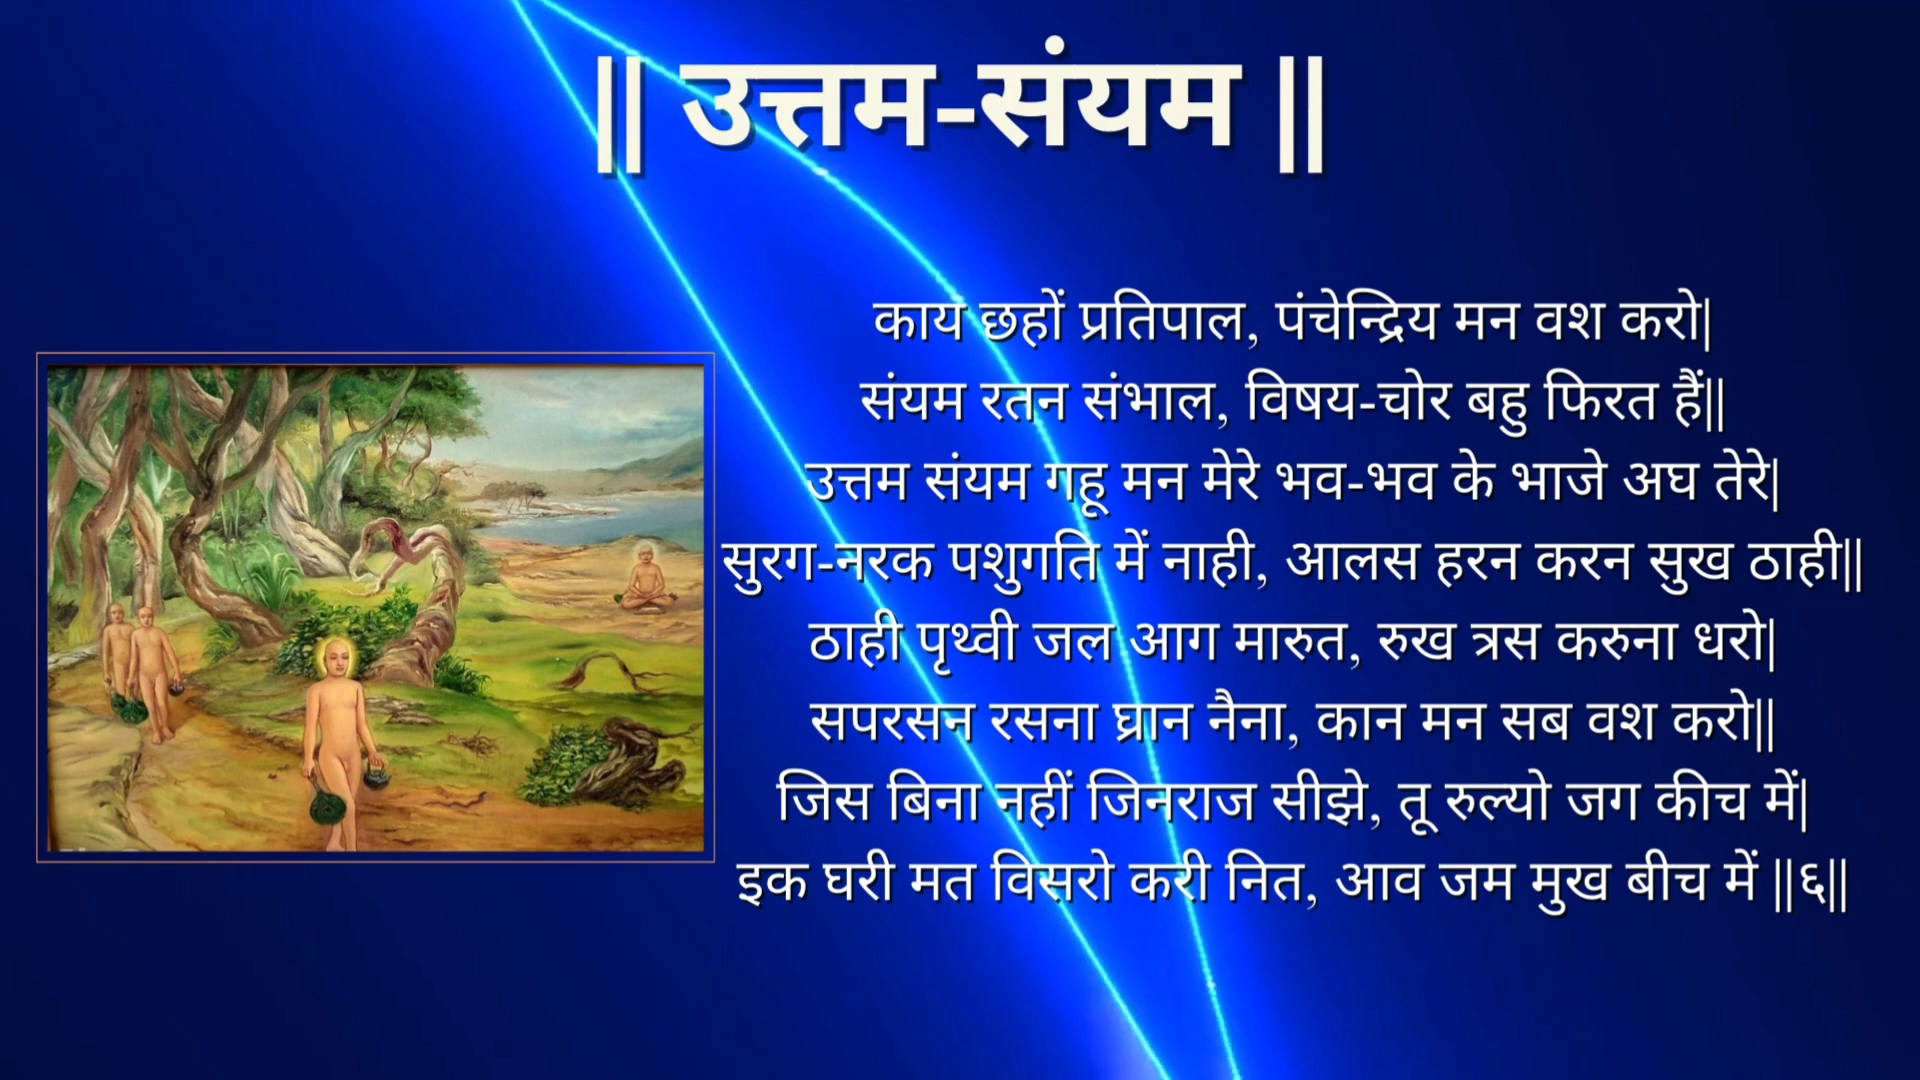 || उत्तम-संयम ||
काय छहों प्रतिपाल, पंचेन्द्रिय मन वश करो|
संयम रतन संभाल, विषय-चोर बहु फिरत हैं||
उत्तम संयम गहू मन मेरे भव-भव के भाजे अघ तेरे|
सुरग-नरक पशुगति में नाही, आलस हरन करन सुख ठाही||
ठाही पृथ्वी जल आग मारुत, रुख त्रस करुना धरो|
सपरसन रसना घ्रान नैना, कान मन सब वश करो||
जिस बिना नहीं जिनराज सीझे, तू रुल्यो जग कीच में|
इक घरी मत विसरो करी नित, आव जम मुख बीच में ||६||